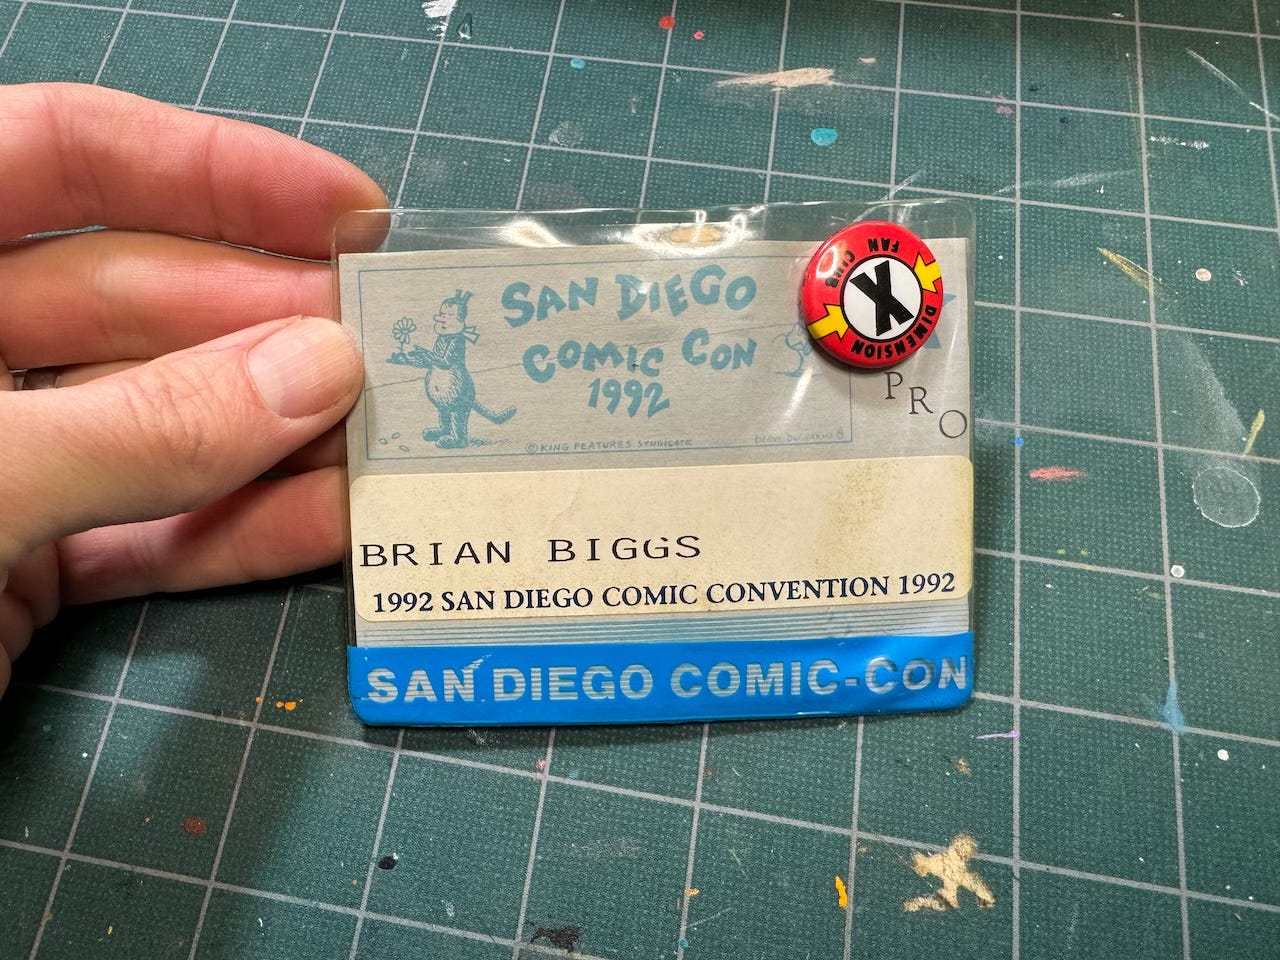 SAN DIEGO
COMIC CON
1992
© KING FEATURES SYNDICATE
FAN CLUB
X
DIMENSION
PRO
BRIAN BIGGS
1992 SAN DIEGO COMIC CONVENTION 1992
SAN DIEGO COMIC-CON